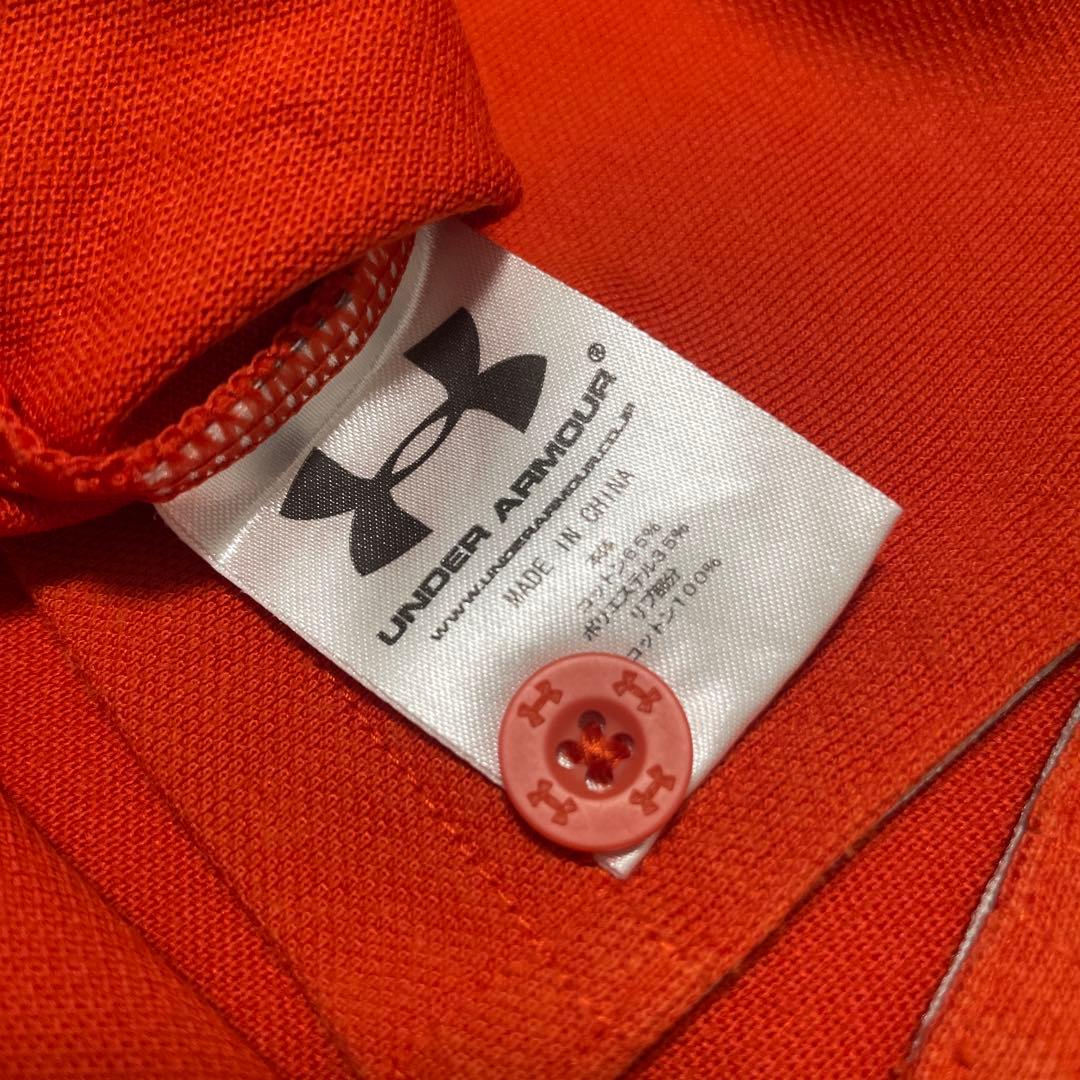 UNDER ARMOUR®
www.underarmour.co.jp
MADE IN CHINA
本体
コットン65%
ポリエステル35%
リブ部分
コットン100%